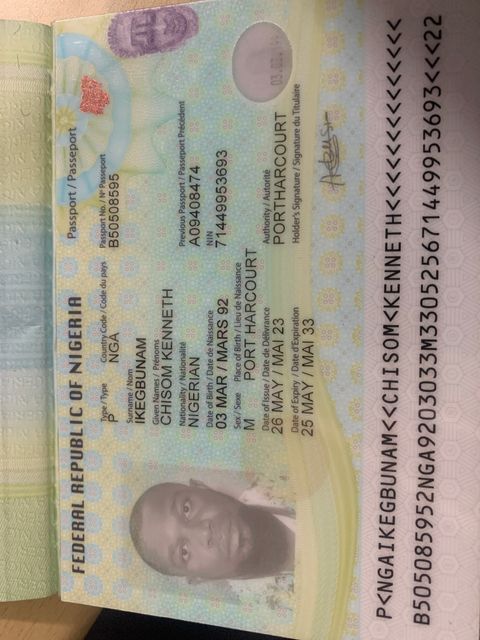 FEDERAL REPUBLIC OF NIGERIA
Passport / Passeport
Type / Type Country Code / Code du pays Passport No. / Nº Passeport
P NGA B50508595
Surname / Nom
IKEGBUNAM
Given Names / Prénoms
CHISOM KENNETH
Nationality / Nationalité Previous Passport / Passeport Précédent
NIGERIAN A09408474
Date of Birth / Date de Naissance NIN
03 MAR / MARS 92 71449953693
Sex / Sexe Place of Birth / Lieu de Naissance
M PORT HARCOURT
Date of Issue / Date de Délivrance Authority / Autorité
26 MAY / MAI 23 PORTHARCOURT
Date of Expiry / Date d'Expiration Holder's Signature / Signature du Titulaire
25 MAY / MAI 33
P<NGAIKEGBUNAM<<CHISOM<KENNETH<<<<<<<<<<<<<<
B505085952NGA9203033M330525671449953693<<<22